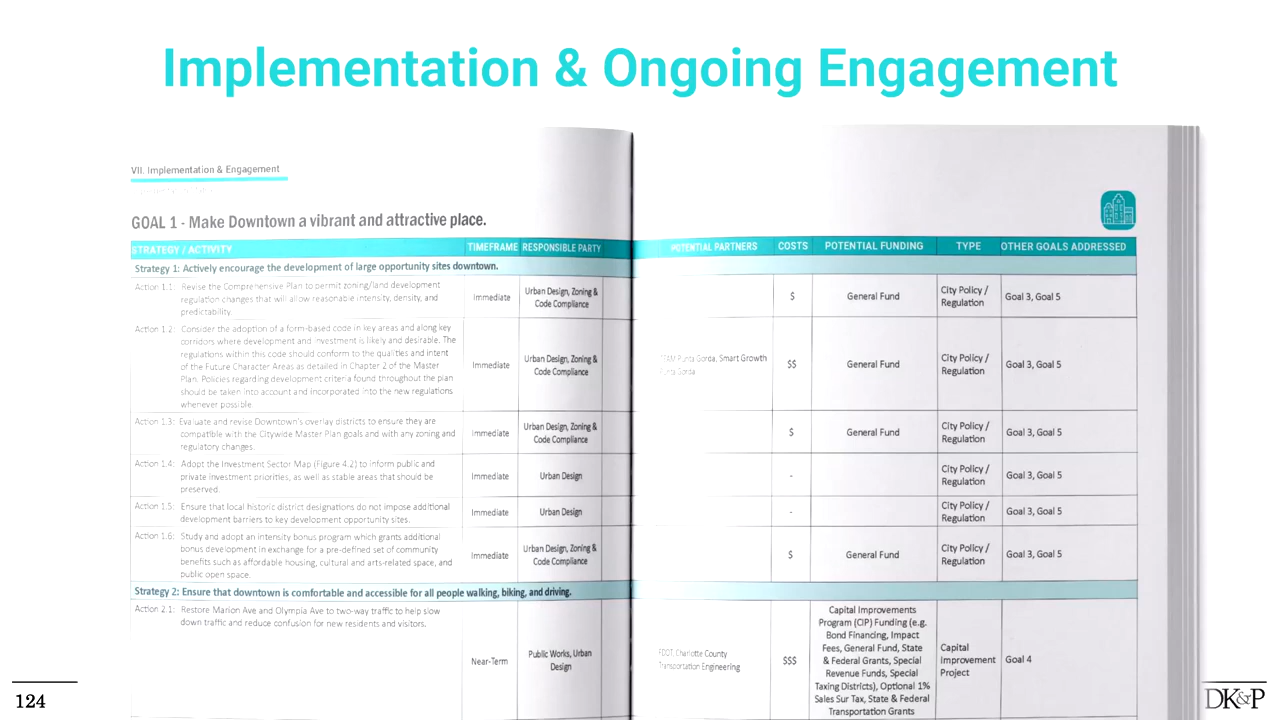 Implementation & Ongoing Engagement
VII. Implementation & Engagement
GOAL 1 - Make Downtown a vibrant and attractive place.
STRATEGY / ACTIVITY TIMEFRAME RESPONSIBLE PARTY POTENTIAL PARTNERS COSTS POTENTIAL FUNDING TYPE OTHER GOALS ADDRESSED
Strategy 1: Actively encourage the development of large opportunity sites downtown.
Action 1.1: Revise the Comprehensive Plan to permit zoning/land development
regulation changes that will allow reasonable intensity, density, and
predictability.
Immediate
Urban Design, Zoning &
Code Compliance
$
General Fund
City Policy /
Regulation
Goal 3, Goal 5
Action 1.2: Consider the adoption of a form-based code in key areas and along key
corridors where development and investment is likely and desirable. The
regulations within this code should conform to the qualities and intent
of the Future Character Areas as detailed in Chapter 2 of the Master
Plan. Policies regarding development criteria found throughout the plan
should be taken into account and incorporated into the new regulations
whenever possible.
Immediate
Urban Design, Zoning &
Code Compliance
TEAM Punta Gorda, Smart Growth
Punta Gorda
$$
General Fund
City Policy /
Regulation
Goal 3, Goal 5
Action 1.3: Evaluate and revise Downtown's overlay districts to ensure they are
compatible with the Citywide Master Plan goals and with any zoning and
regulatory changes.
Immediate
Urban Design, Zoning &
Code Compliance
$
General Fund
City Policy /
Regulation
Goal 3, Goal 5
Action 1.4: Adopt the Investment Sector Map (Figure 4.2) to inform public and
private investment priorities, as well as stable areas that should be
preserved.
Immediate
Urban Design
-
City Policy /
Regulation
Goal 3, Goal 5
Action 1.5: Ensure that local historic district designations do not impose additional
development barriers to key development opportunity sites.
Immediate
Urban Design
-
City Policy /
Regulation
Goal 3, Goal 5
Action 1.6: Study and adopt an intensity bonus program which grants additional
bonus development in exchange for a pre-defined set of community
benefits such as affordable housing, cultural and arts-related space, and
public open space.
Immediate
Urban Design, Zoning &
Code Compliance
$
General Fund
City Policy /
Regulation
Goal 3, Goal 5
Strategy 2: Ensure that downtown is comfortable and accessible for all people walking, biking, and driving.
Action 2.1: Restore Marion Ave and Olympia Ave to two-way traffic to help slow
down traffic and reduce confusion for new residents and visitors.
Near-Term
Public Works, Urban
Design
FDOT, Charlotte County
Transportation Engineering
$$$
Capital Improvements
Program (CIP) Funding (e.g.
Bond Financing, Impact
Fees, General Fund, State
& Federal Grants, Special
Revenue Funds, Special
Taxing Districts), Optional 1%
Sales Sur Tax, State & Federal
Transportation Grants
Capital
Improvement
Project
Goal 4
124
DK&P